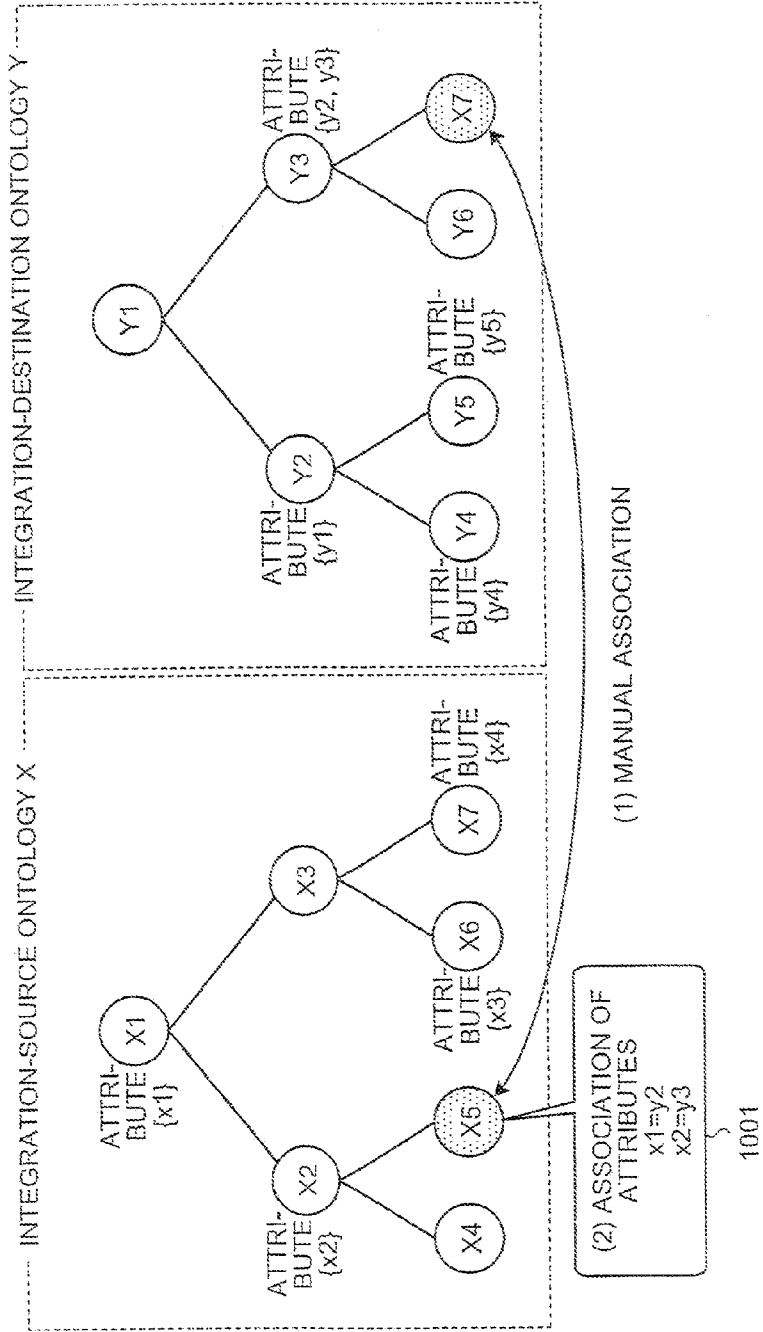 INTEGRATION-SOURCE ONTOLOGY X
X1
ATTRI-
BUTE
{x1}
X2
ATTRI-
BUTE
{x2}
X3
X4
X5
X6
ATTRI-
BUTE
{x3}
X7
ATTRI-
BUTE
{x4}
INTEGRATION-DESTINATION ONTOLOGY Y
Y1
Y2
ATTRI-
BUTE
{y1}
Y3
ATTRI-
BUTE
{y2, y3}
Y4
ATTRI-
BUTE
{y4}
Y5
ATTRI-
BUTE
{y5}
Y6
X7
(1) MANUAL ASSOCIATION
(2) ASSOCIATION OF
ATTRIBUTES
x1=y2
x2=y3
1001